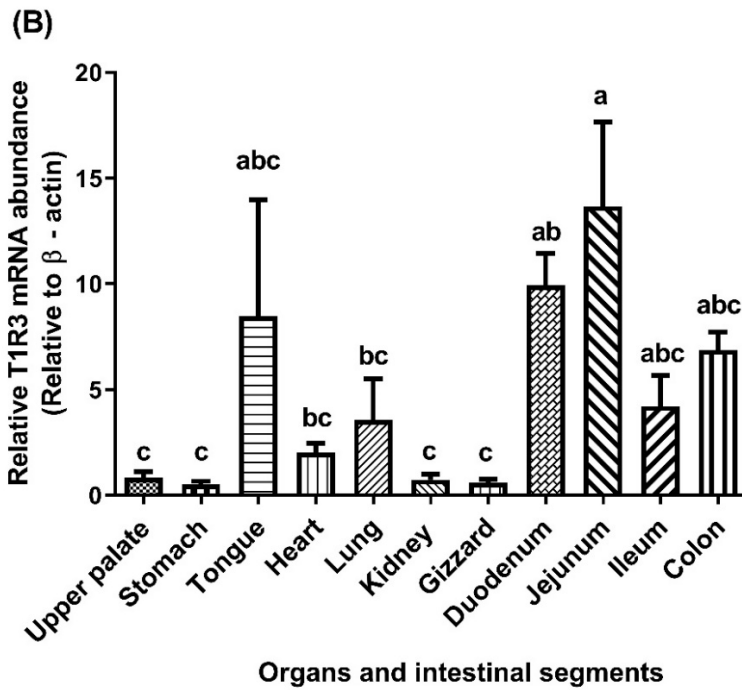 (B)
Relative T1R3 mRNA abundance
(Relative to β - actin)
20
15
10
5
0
c
c
abc
bc
bc
c
c
ab
a
abc
abc
Upper palate
Stomach
Tongue
Heart
Lung
Kidney
Gizzard
Duodenum
Jejunum
Ileum
Colon
Organs and intestinal segments